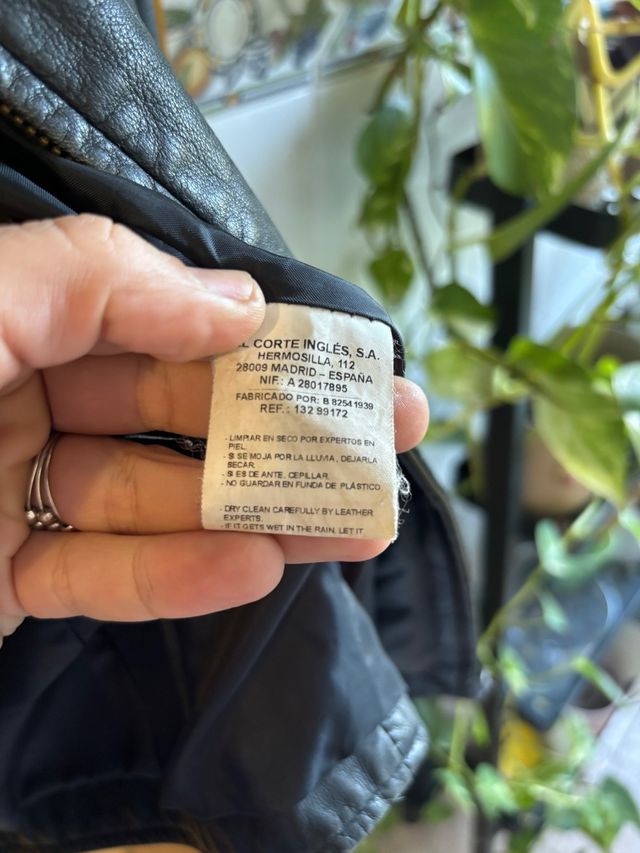 EL CORTE INGLÉS, S.A.
HERMOSILLA, 112
28009 MADRID – ESPAÑA
NIF.: A 28017895
FABRICADO POR: B 82541939
REF.: 132 99172
- LIMPIAR EN SECO POR EXPERTOS EN
PIEL.
- SI SE MOJA POR LA LLUVIA, DEJARLA
SECAR.
- SI ES DE ANTE, CEPILLAR.
- NO GUARDAR EN FUNDA DE PLÁSTICO
- DRY CLEAN CAREFULLY BY LEATHER
EXPERTS.
- IF IT GETS WET IN THE RAIN, LET IT